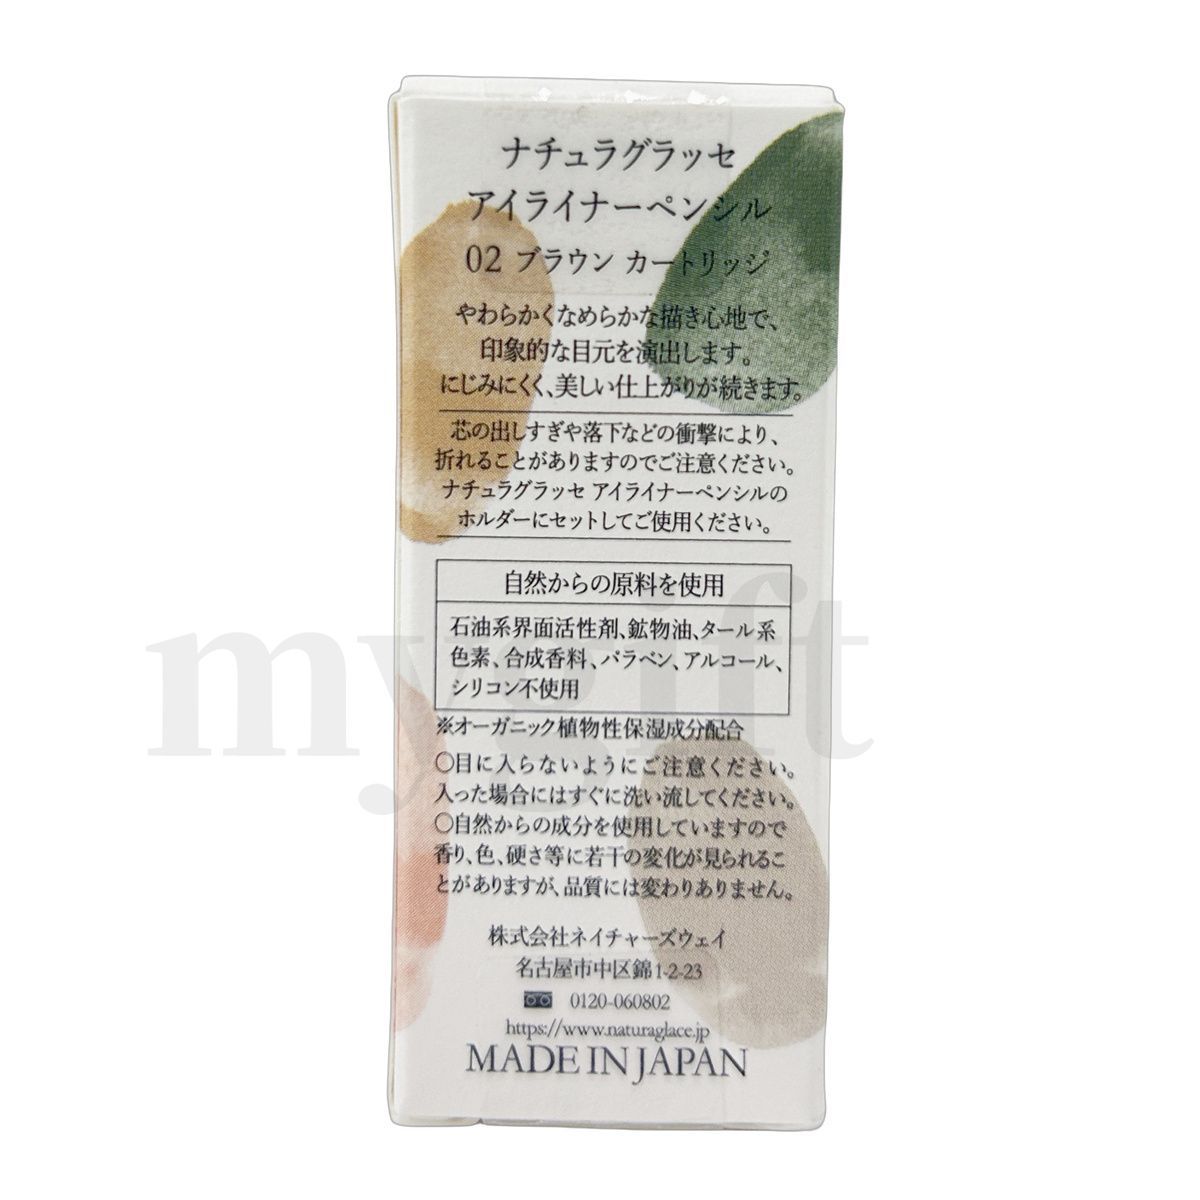 ナチュラグラッセ
アイライナーペンシル
02 ブラウン カートリッジ
やわらかくなめらかな描き心地で、
印象的な目元を演出します。
にじみにくく、美しい仕上がりが続きます。
芯の出しすぎや落下などの衝撃により、
折れることがありますのでご注意ください。
ナチュラグラッセ アイライナーペンシルの
ホルダーにセットしてご使用ください。
自然からの原料を使用
石油系界面活性剤、鉱物油、タール系
色素、合成香料、パラベン、アルコール、
シリコン不使用
※オーガニック植物性保湿成分配合
○目に入らないようにご注意ください。
入った場合にはすぐに洗い流してください。
○自然からの成分を使用していますので
香り、色、硬さ等に若干の変化が見られるこ
とがありますが、品質には変わりありません。
株式会社ネイチャーズウェイ
名古屋市中区錦1-2-23
0120-060802
https://www.naturaglace.jp
MADE IN JAPAN
mygift